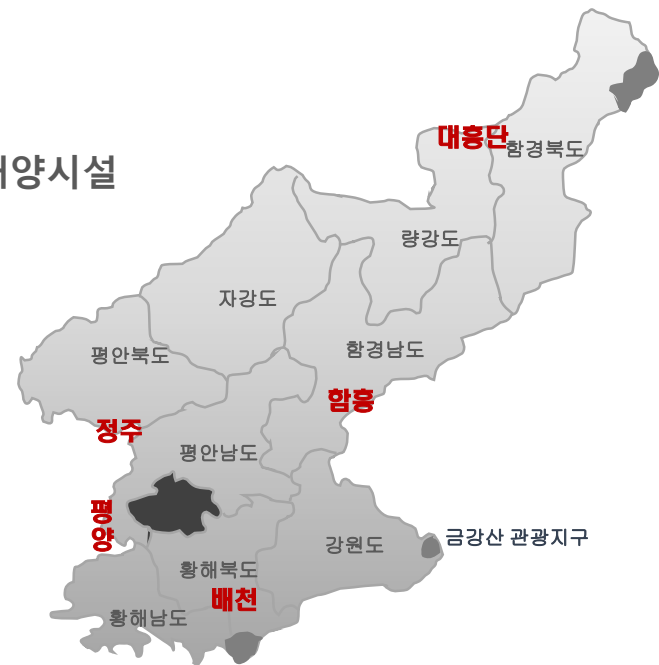 대흥단
함경북도
양시설
량강도
자강도
함경남도
평안북도
함흥
정주
평안남도
평
양
금강산 관광지구
강원도
황해북도
배천
황해남도